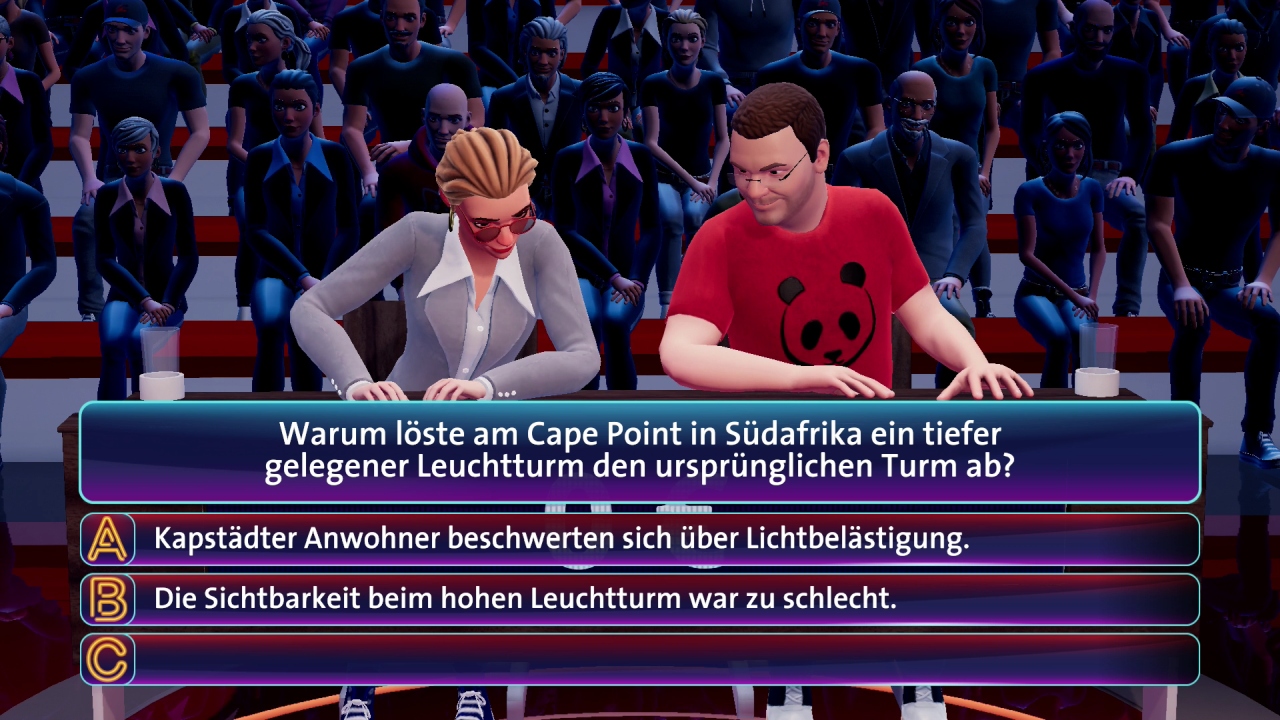 Warum löste am Cape Point in Südafrika ein tiefer
gelegener Leuchtturm den ursprünglichen Turm ab?
A Kapstädter Anwohner beschwerten sich über Lichtbelästigung.
B Die Sichtbarkeit beim hohen Leuchtturm war zu schlecht.
C